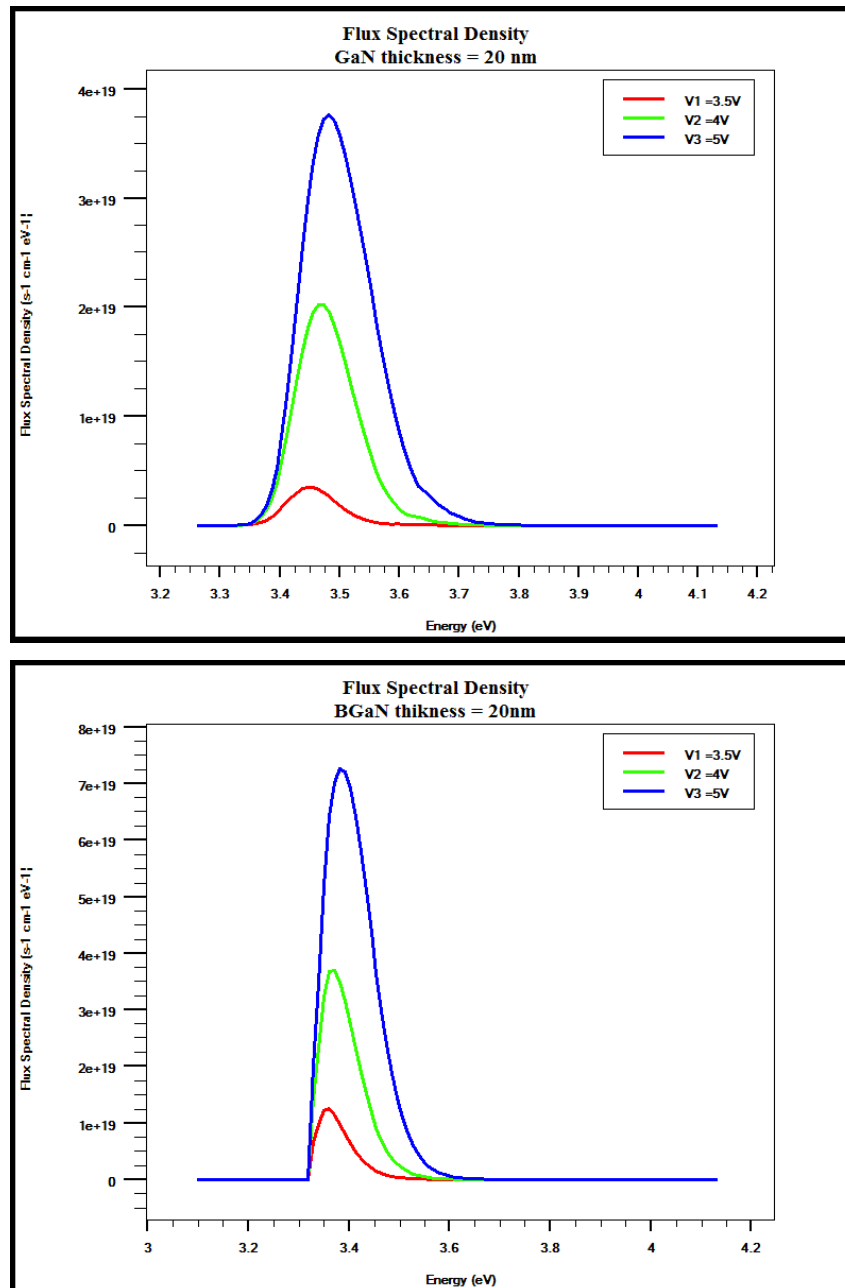 Flux Spectral Density
GaN thickness = 20 nm
V1 =3.5V
V2 =4V
V3 =5V
4e+19
3e+19
2e+19
1e+19
0
Flux Spectral Density (s-1 cm-1 eV-1¦
3.2 3.3 3.4 3.5 3.6 3.7 3.8 3.9 4 4.1 4.2
Energy (eV)
Flux Spectral Density
BGaN thikness = 20nm
V1 =3.5V
V2 =4V
V3 =5V
8e+19
7e+19
6e+19
5e+19
4e+19
3e+19
2e+19
1e+19
0
Flux Spectral Density (s-1 cm-1 eV-1¦
3 3.2 3.4 3.6 3.8 4 4.2
Energy (eV)